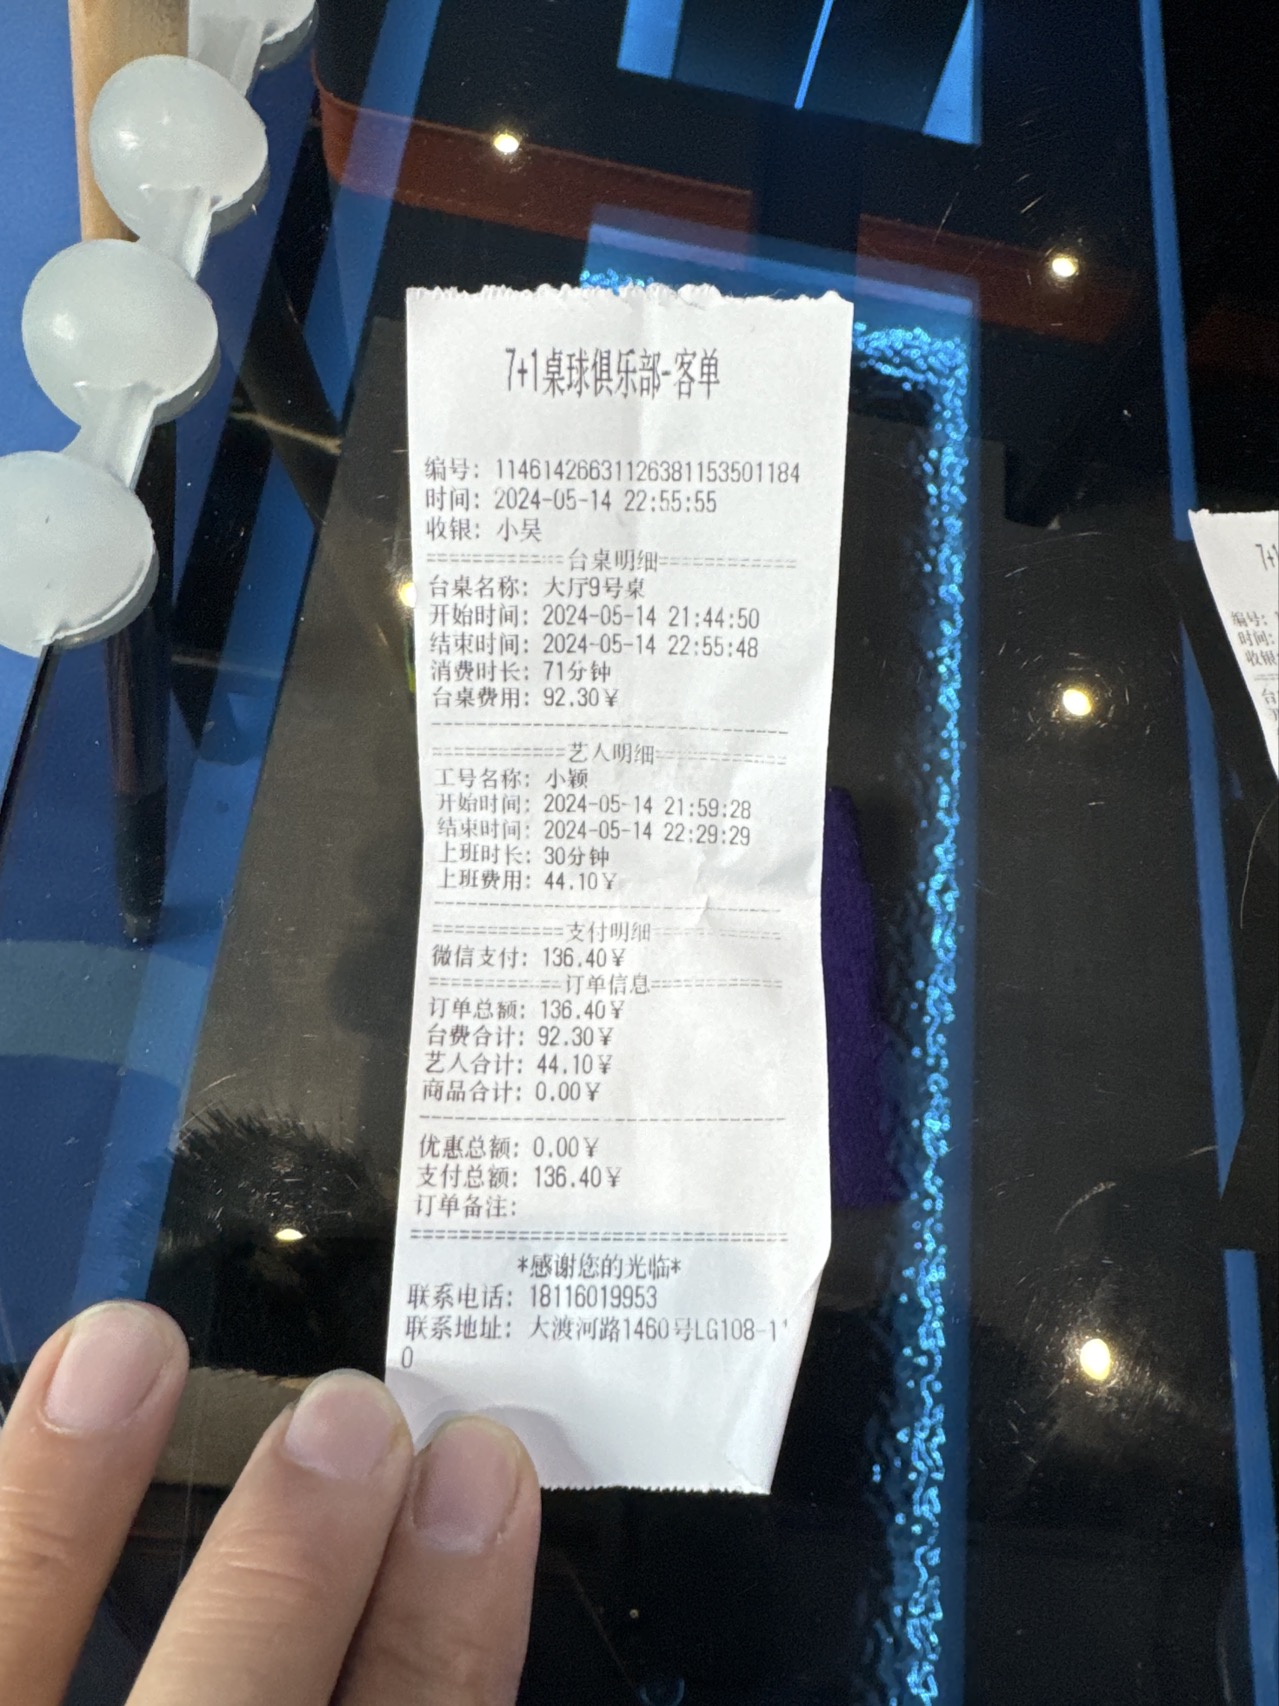 7+1桌球俱乐部-客单
编号: 1146142663112638115350​1184
时间: 2024-05-14 22:55:55
收银: 小吴
============台桌明细============
台桌名称: 大厅9号桌
开始时间: 2024-05-14 21:44:50
结束时间: 2024-05-14 22:55:48
消费时长: 71分钟
台桌费用: 92.30¥
--------------------------------
============艺人明细============
工号名称: 小颖
开始时间: 2024-05-14 21:59:28
结束时间: 2024-05-14 22:29:29
上班时长: 30分钟
上班费用: 44.10¥
--------------------------------
============支付明细============
微信支付: 136.40¥
============订单信息============
订单总额: 136.40¥
台费合计: 92.30¥
艺人合计: 44.10¥
商品合计: 0.00¥
--------------------------------
优惠总额: 0.00¥
支付总额: 136.40¥
订单备注:
================================
*感谢您的光临*
联系电话: 18116019953
联系地址: 大渡河路1460号LG108-11
0
编号:
时间:
收银: